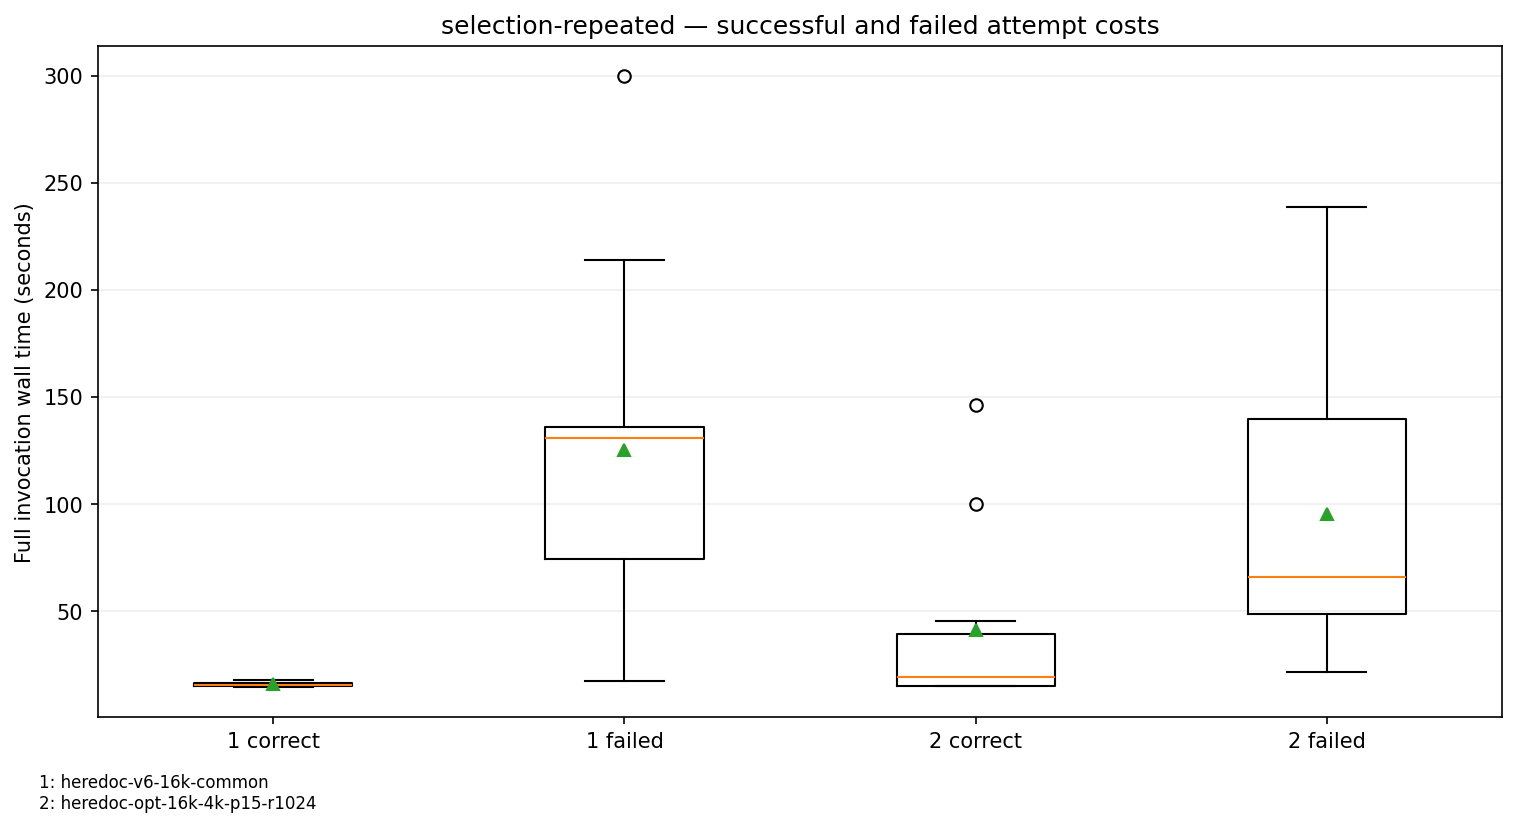 selection-repeated — successful and failed attempt costs
Full invocation wall time (seconds)
300
250
200
150
100
50
1 correct
1 failed
2 correct
2 failed
1: heredoc-v6-16k-common
2: heredoc-opt-16k-4k-p15-r1024